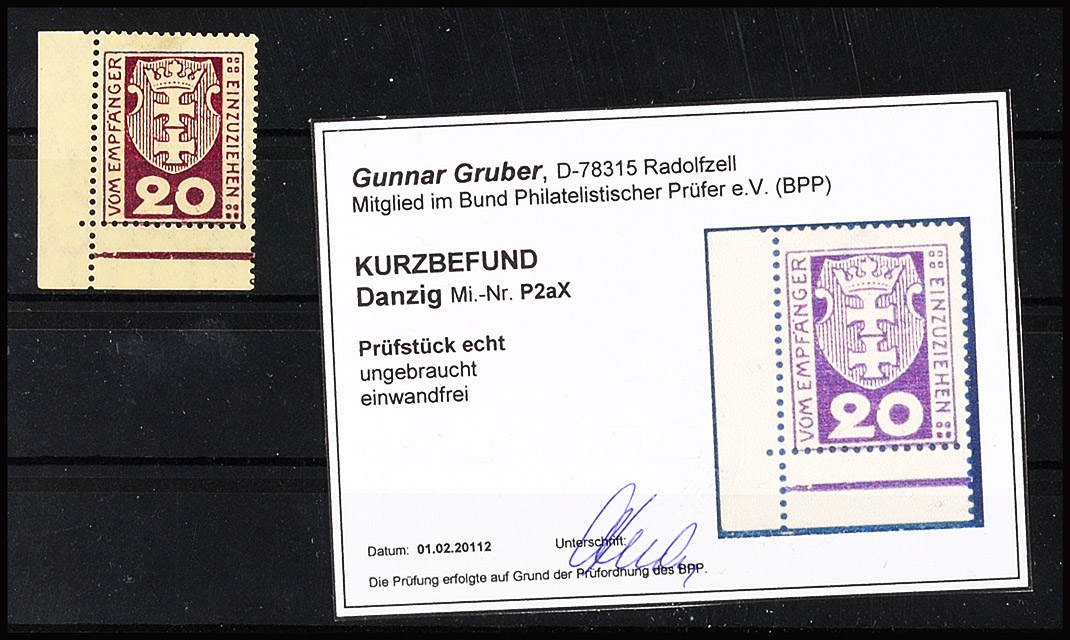 VOM EMPFÄNGER
EINZUZIEHEN
20
Gunnar Gruber, D-78315 Radolfzell
Mitglied im Bund Philatelistischer Prüfer e.V. (BPP)
KURZBEFUND
Danzig Mi.-Nr. P2aX
Prüfstück echt
ungebraucht
einwandfrei
VOM EMPFÄNGER
EINZUZIEHEN
20
Datum: 01.02.20112
Unterschrift:
Die Prüfung erfolgte auf Grund der Prüfordnung des BPP.